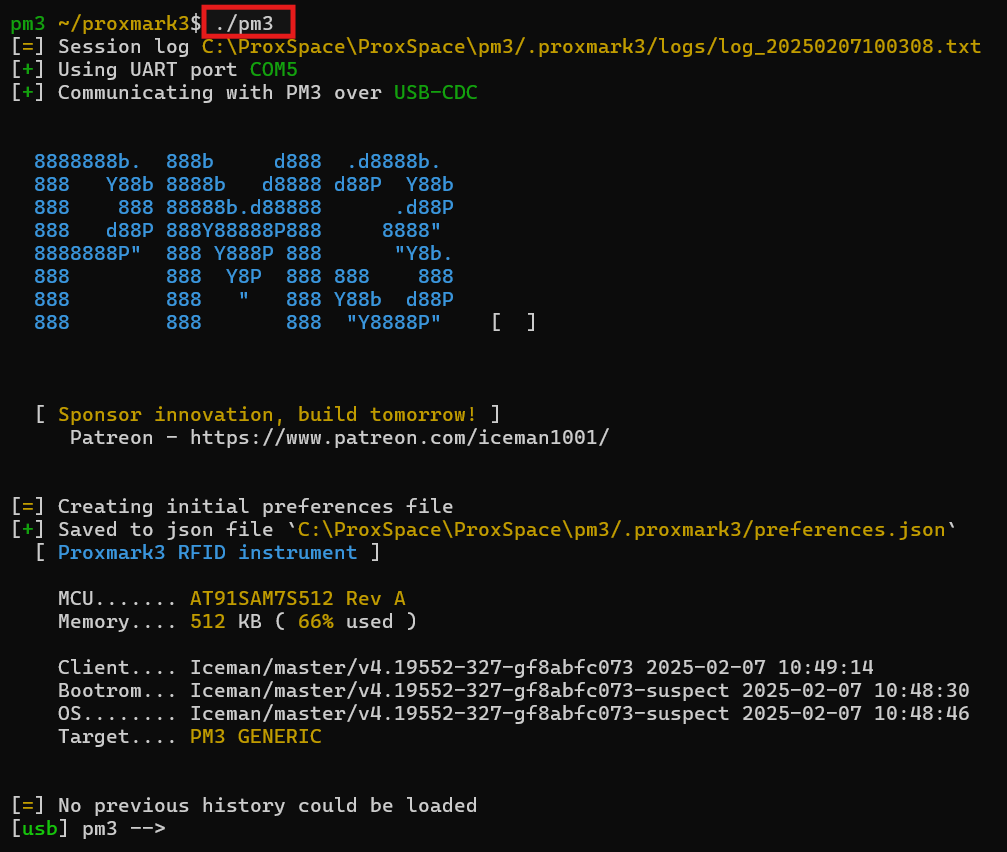 pm3 ~/proxmark3$ ./pm3
[=] Session log C:\ProxSpace\ProxSpace\pm3/.proxmark3/logs/log_20250207100308.txt
[+] Using UART port COM5
[+] Communicating with PM3 over USB-CDC
  8888888b.  888b     d888  .d8888b.
  888   Y88b 8888b   d8888 d88P  Y88b
  888    888 88888b.d88888      .d88P
  888   d88P 888Y88888P888     8888"
  8888888P"  888 Y888P 888      "Y8b.
  888        888  Y8P  888 888    888
  888        888   "   888 Y88b  d88P
  888        888       888  "Y8888P"    [  ]
  [ Sponsor innovation, build tomorrow! ]
     Patreon - https://www.patreon.com/iceman1001/
[=] Creating initial preferences file
[+] Saved to json file `C:\ProxSpace\ProxSpace\pm3/.proxmark3/preferences.json`
  [ Proxmark3 RFID instrument ]
    MCU....... AT91SAM7S512 Rev A
    Memory.... 512 KB ( 66% used )
    Client.... Iceman/master/v4.19552-327-gf8abfc073 2025-02-07 10:49:14
    Bootrom... Iceman/master/v4.19552-327-gf8abfc073-suspect 2025-02-07 10:48:30
    OS........ Iceman/master/v4.19552-327-gf8abfc073-suspect 2025-02-07 10:48:46
    Target.... PM3 GENERIC
[=] No previous history could be loaded
[usb] pm3 -->